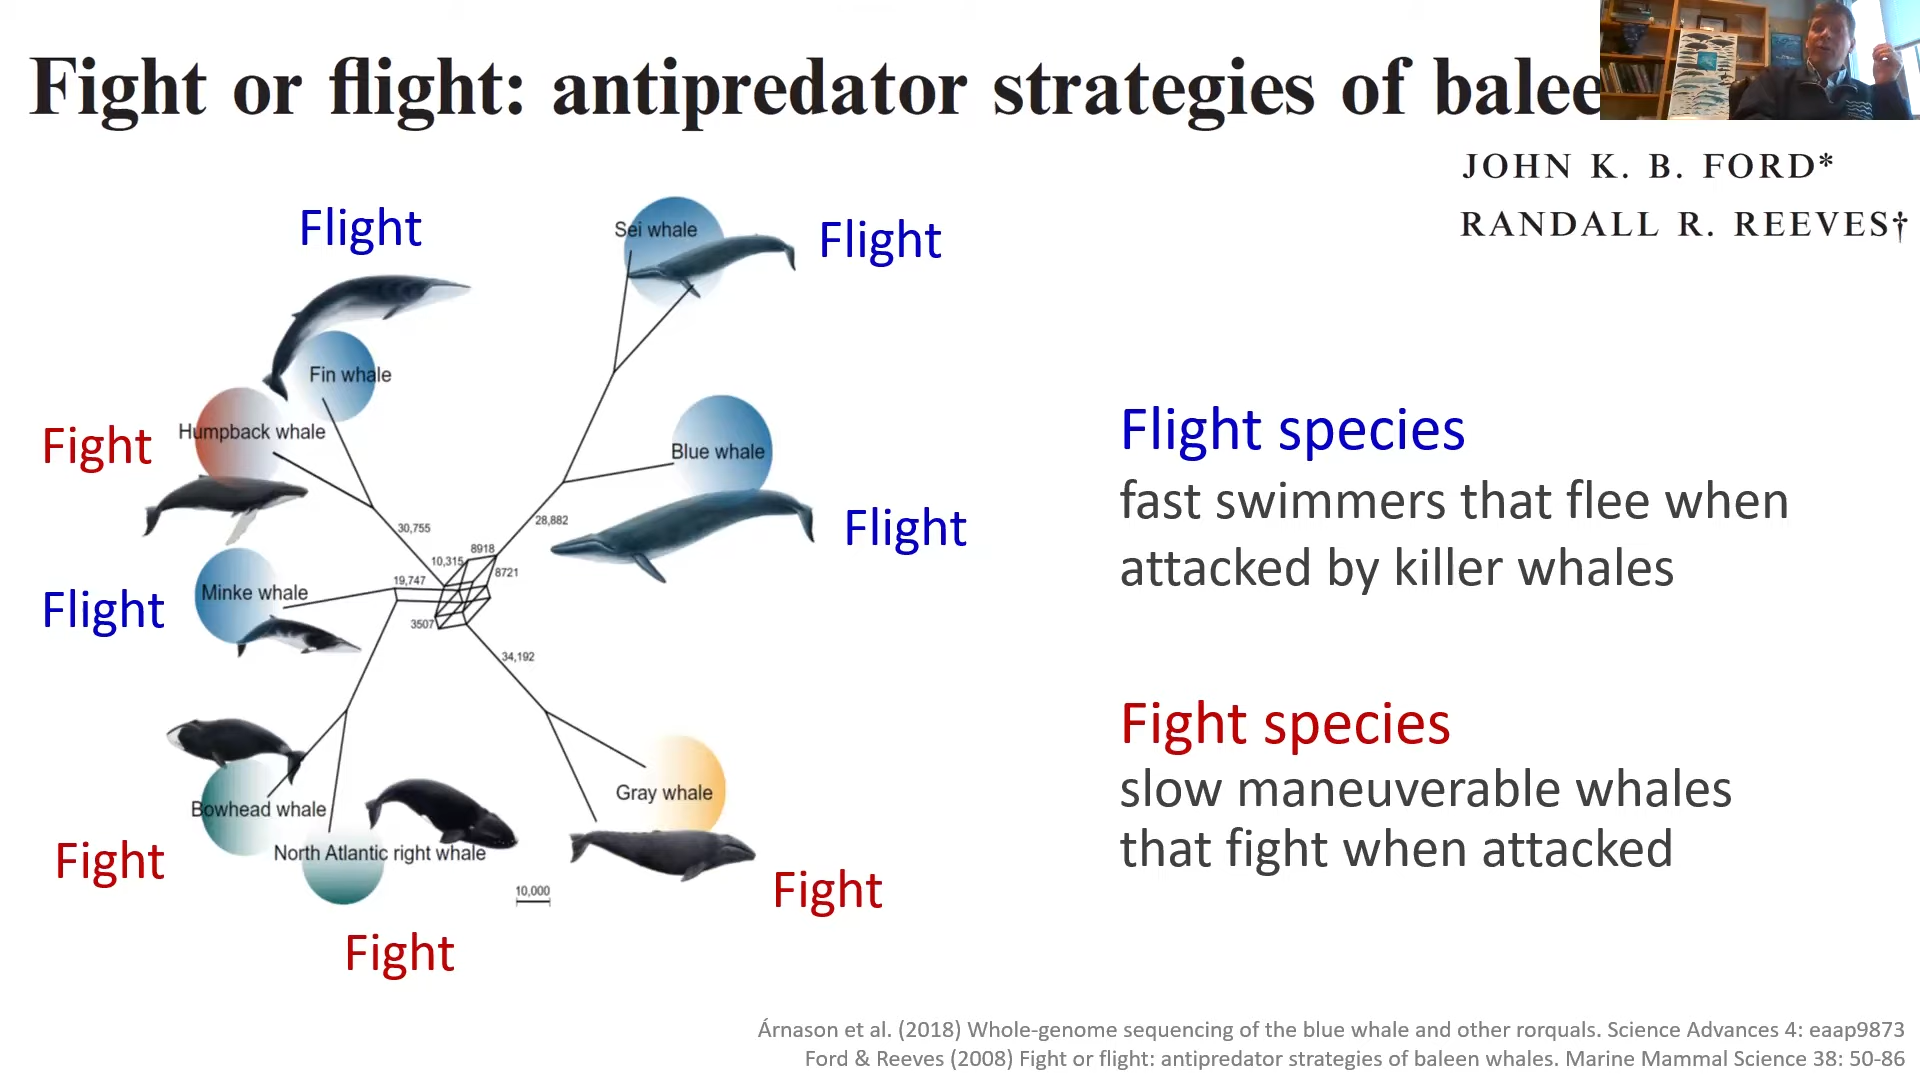 Fight or flight: antipredator strategies of balee
JOHN K. B. FORD*
RANDALL R. REEVES†
Flight
Sei whale
Flight
Fin whale
Humpback whale
Fight
Blue whale
Flight
30,755
28,882
8918
10,315
8721
19,747
3507
34,192
Minke whale
Flight
Bowhead whale
North Atlantic right whale
Gray whale
Fight
Fight
Fight
10,000
Flight species
fast swimmers that flee when
attacked by killer whales
Fight species
slow maneuverable whales
that fight when attacked
Árnason et al. (2018) Whole-genome sequencing of the blue whale and other rorquals. Science Advances 4: eaap9873
Ford & Reeves (2008) Fight or flight: antipredator strategies of baleen whales. Marine Mammal Science 38: 50-86